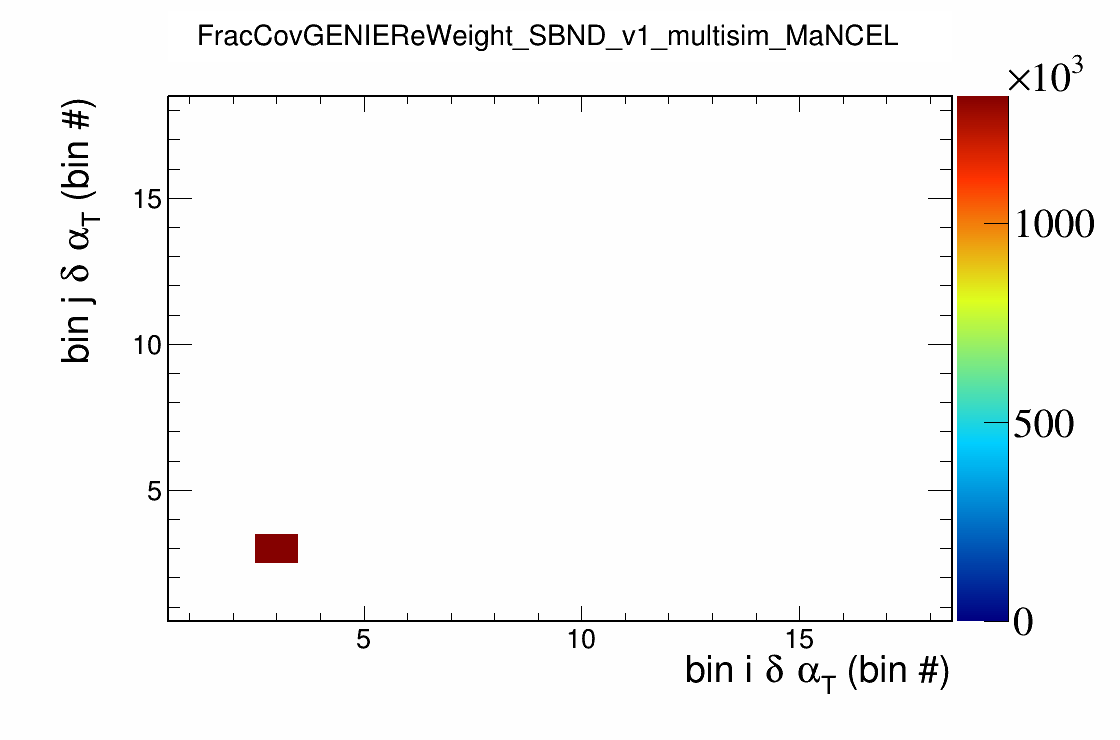 FracCovGENIEReWeight_SBND_v1_multisim_MaNCEL
×10³
bin j δ α_T (bin #)
15
10
5
1000
500
0
5 10 15
bin i δ α_T (bin #)